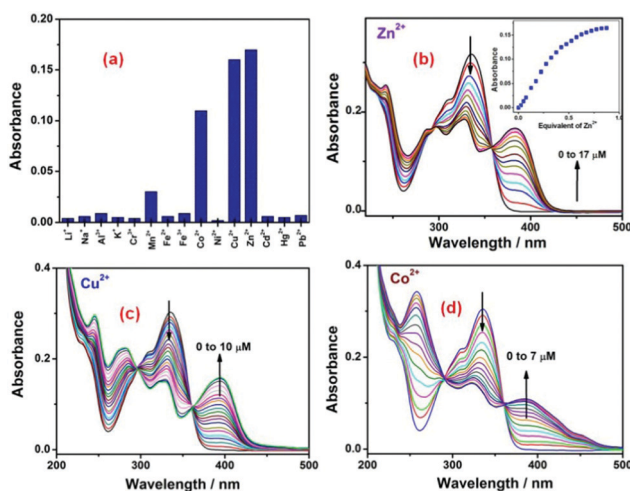 Absorbance
0.20
0.15
0.10
0.05
0.00
(a)
Li⁺
Na⁺
Al³⁺
K⁺
Cr³⁺
Mn²⁺
Fe²⁺
Fe³⁺
Co²⁺
Ni²⁺
Cu²⁺
Zn²⁺
Cd²⁺
Hg²⁺
Pb²⁺
Zn²⁺
(b)
Absorbance
0.2
0.0
300
400
500
Wavelength / nm
0 to 17 μM
Absorbance
0.20
0.15
0.10
0.05
0.00
0.0
0.5
1.0
Equivalent of Zn²⁺
Cu²⁺
(c)
Absorbance
0.4
0.2
0.0
200
300
400
500
Wavelength / nm
0 to 10 μM
Co²⁺
(d)
Absorbance
0.4
0.2
0.0
200
300
400
500
Wavelength / nm
0 to 7 μM